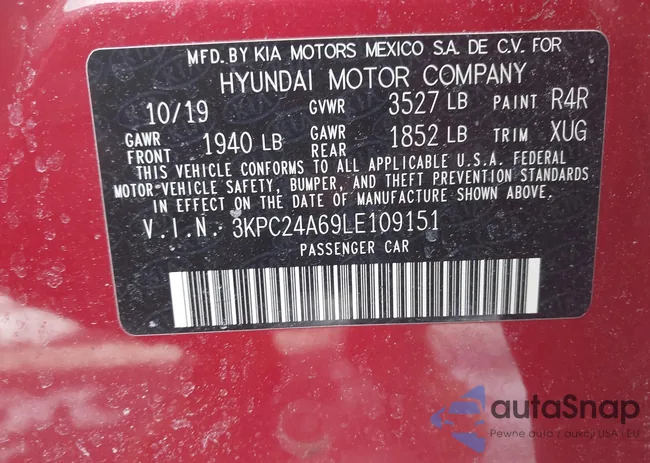 MFD. BY KIA MOTORS MEXICO S.A. DE C.V. FOR
HYUNDAI MOTOR COMPANY
10/19 GVWR 3527 LB PAINT R4R
GAWR FRONT 1940 LB GAWR REAR 1852 LB TRIM XUG
THIS VEHICLE CONFORMS TO ALL APPLICABLE U.S.A. FEDERAL
MOTOR-VEHICLE SAFETY, BUMPER, AND THEFT PREVENTION STANDARDS
IN EFFECT ON THE DATE OF MANUFACTURE SHOWN ABOVE.
V.I.N. 3KPC24A69LE109151
PASSENGER CAR
autaSnap
Pewne auta / aukcji USA i EU